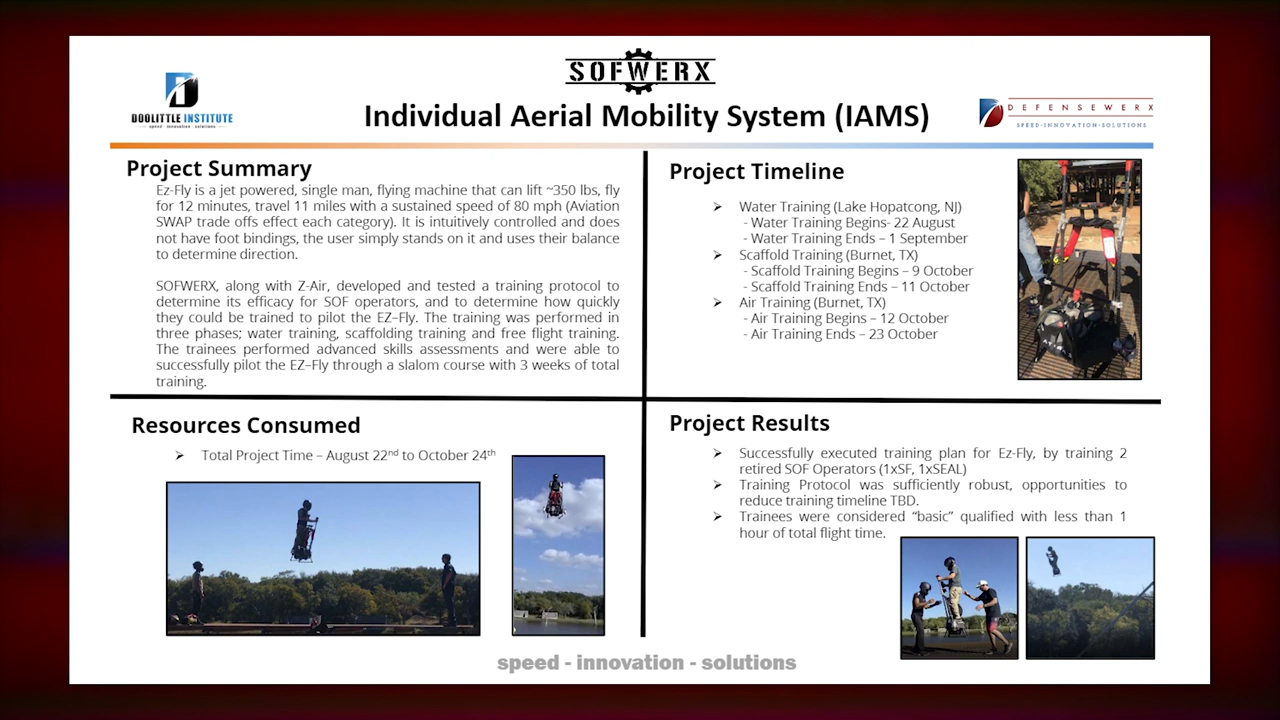 SOFWERX
DOOLITTLE INSTITUTE
speed - innovation - solutions
Individual Aerial Mobility System (IAMS)
DEFENSEWERX
SPEED-INNOVATION-SOLUTIONS
Project Summary
Ez-Fly is a jet powered, single man, flying machine that can lift ~350 lbs, fly
for 12 minutes, travel 11 miles with a sustained speed of 80 mph (Aviation
SWAP trade offs effect each category). It is intuitively controlled and does
not have foot bindings, the user simply stands on it and uses their balance
to determine direction.
SOFWERX, along with Z-Air, developed and tested a training protocol to
determine its efficacy for SOF operators, and to determine how quickly
they could be trained to pilot the EZ–Fly. The training was performed in
three phases; water training, scaffolding training and free flight training.
The trainees performed advanced skills assessments and were able to
successfully pilot the EZ–Fly through a slalom course with 3 weeks of total
training.
Project Timeline
➢ Water Training (Lake Hopatcong, NJ)
- Water Training Begins- 22 August
- Water Training Ends – 1 September
➢ Scaffold Training (Burnet, TX)
- Scaffold Training Begins – 9 October
- Scaffold Training Ends – 11 October
➢ Air Training (Burnet, TX)
- Air Training Begins – 12 October
- Air Training Ends – 23 October
Resources Consumed
➢ Total Project Time – August 22nd to October 24th
Project Results
➢ Successfully executed training plan for Ez-Fly, by training 2
retired SOF Operators (1xSF, 1xSEAL)
➢ Training Protocol was sufficiently robust, opportunities to
reduce training timeline TBD.
➢ Trainees were considered “basic” qualified with less than 1
hour of total flight time.
speed - innovation - solutions